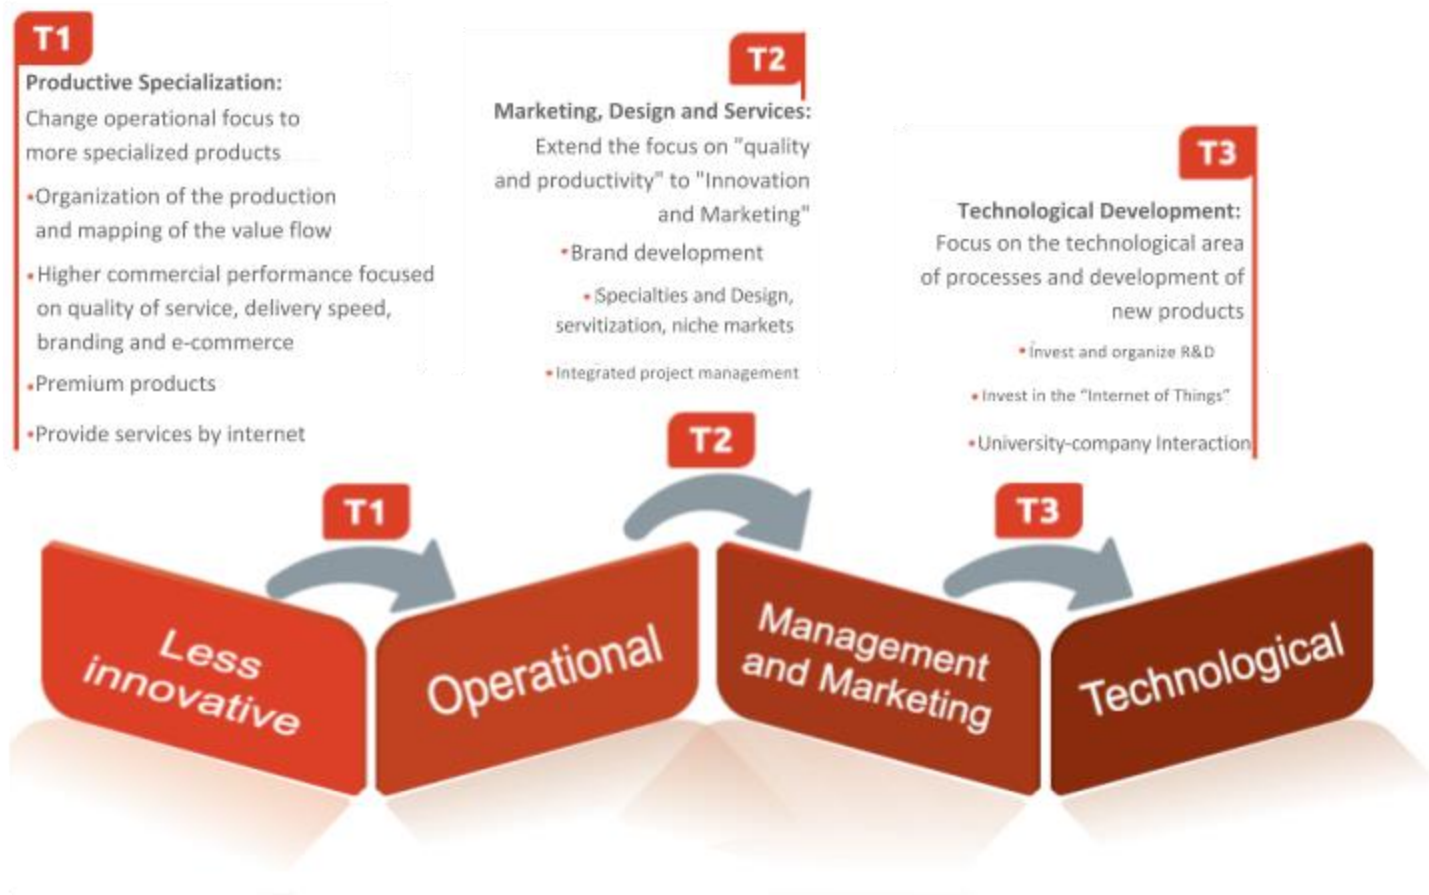 T1
Productive Specialization:
Change operational focus to
more specialized products
•Organization of the production
and mapping of the value flow
•Higher commercial performance focused
on quality of service, delivery speed,
branding and e-commerce
•Premium products
•Provide services by internet
T2
Marketing, Design and Services:
Extend the focus on "quality
and productivity" to "Innovation
and Marketing"
•Brand development
•Specialties and Design,
servitization, niche markets
•Integrated project management
T3
Technological Development:
Focus on the technological area
of processes and development of
new products
•Invest and organize R&D
•Invest in the “Internet of Things”
•University-company Interaction
T1
T2
T3
Less
innovative
Operational
Management
and Marketing
Technological